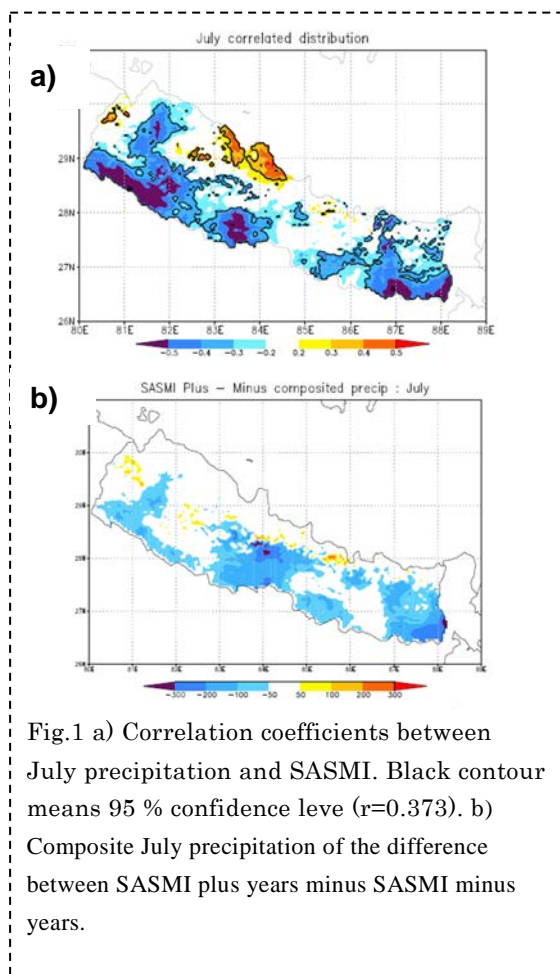 July correlated distribution
a)
29N
28N
27N
26N
80E 81E 82E 83E 84E 85E 86E 87E 88E 89E
-0.5 -0.4 -0.3 -0.2 0.2 0.3 0.4 0.5
b)
SASMI Plus - Minus composited precip : July
-300 -200 -100 -50 50 100 200 300
Fig.1 a) Correlation coefficients between
July precipitation and SASMI. Black contour
means 95 % confidence leve (r=0.373). b)
Composite July precipitation of the difference
between SASMI plus years minus SASMI minus
years.